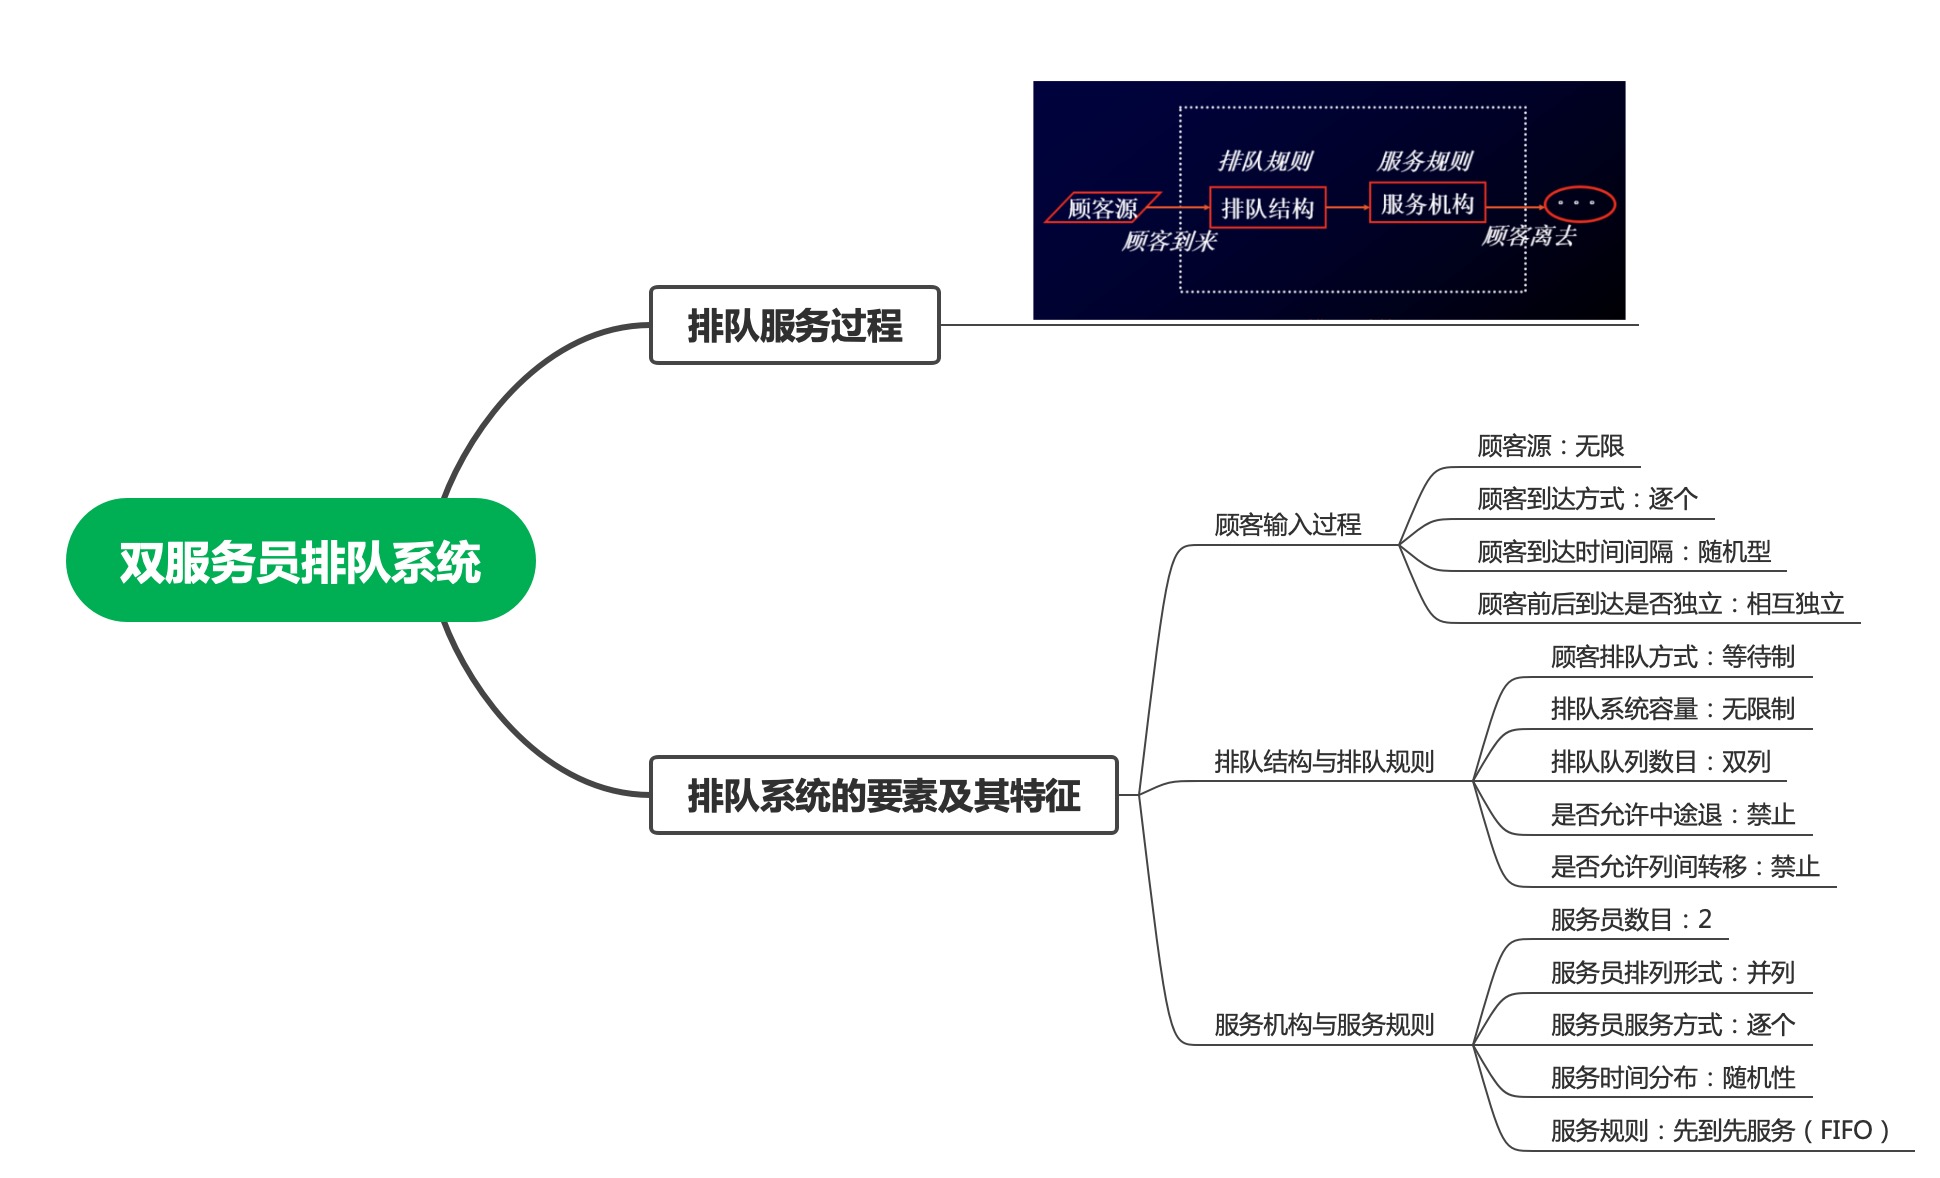 排队规则
服务规则
顾客源
排队结构
服务机构
。。。
顾客到来
顾客离去
排队服务过程
双服务员排队系统
排队系统的要素及其特征
顾客输入过程
顾客源：无限
顾客到达方式：逐个
顾客到达时间间隔：随机型
顾客前后到达是否独立：相互独立
排队结构与排队规则
顾客排队方式：等待制
排队系统容量：无限制
排队队列数目：双列
是否允许中途退：禁止
是否允许列间转移：禁止
服务机构与服务规则
服务员数目：2
服务员排列形式：并列
服务员服务方式：逐个
服务时间分布：随机性
服务规则：先到先服务（FIFO）